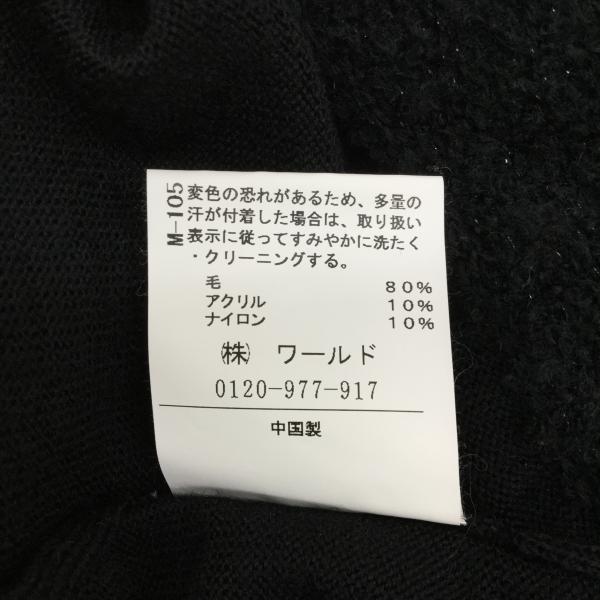 M-105
変色の恐れがあるため、多量の
汗が付着した場合は、取り扱い
表示に従ってすみやかに洗たく
・クリーニングする。
毛 80%
アクリル 10%
ナイロン 10%
㈱ ワールド
0120-977-917
中国製